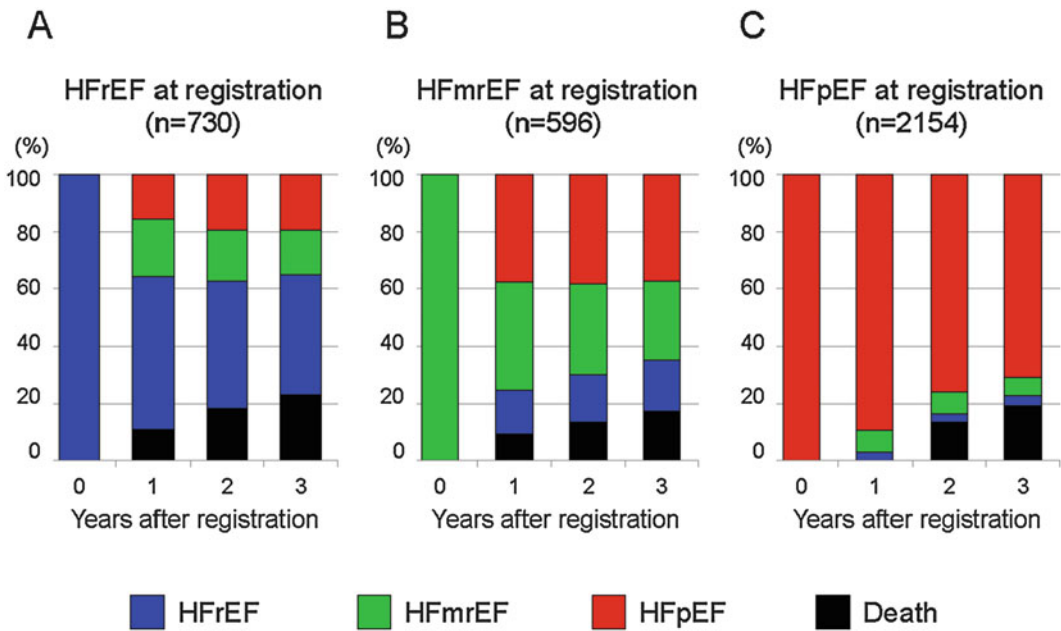 A
HFrEF at registration
(n=730)
(%)
100
80
60
40
20
0
0 1 2 3
Years after registration
B
HFmrEF at registration
(n=596)
(%)
100
80
60
40
20
0
0 1 2 3
Years after registration
C
HFpEF at registration
(n=2154)
(%)
100
80
60
40
20
0
0 1 2 3
Years after registration
HFrEF HFmrEF HFpEF Death